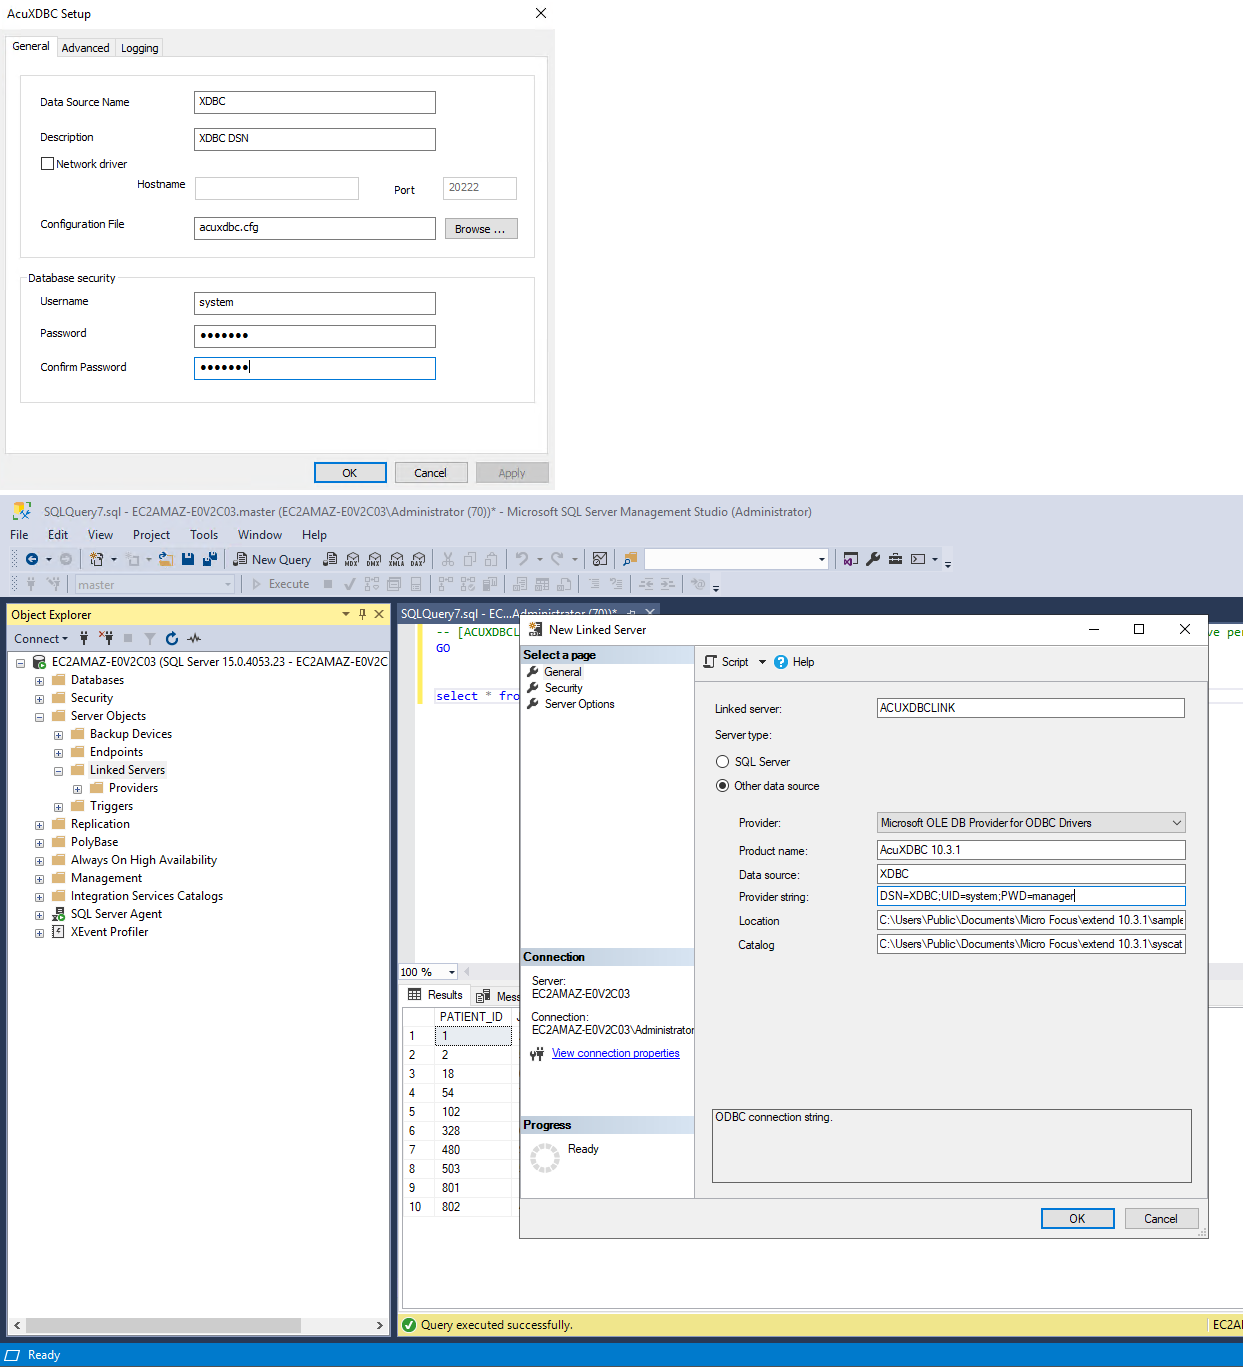 AcuXDBC Setup
General Advanced Logging
Data Source Name XDBC
Description XDBC DSN
Network driver
Hostname Port 20222
Configuration File acuxdbc.cfg Browse ...
Database security
Username system
Password •••••••
Confirm Password •••••••
OK Cancel Apply
SQLQuery7.sql - EC2AMAZ-E0V2C03.master (EC2AMAZ-E0V2C03\Administrator (70))* - Microsoft SQL Server Management Studio (Administrator)
File Edit View Project Tools Window Help
New Query MDX DMX XMLA DAX
master Execute
Object Explorer
Connect
EC2AMAZ-E0V2C03 (SQL Server 15.0.4053.23 - EC2AMAZ-E0V2C
Databases
Security
Server Objects
Backup Devices
Endpoints
Linked Servers
Providers
Triggers
Replication
PolyBase
Always On High Availability
Management
Integration Services Catalogs
SQL Server Agent
XEvent Profiler
SQLQuery7.sql - EC...Administrator (70))*
-- [ACUXDBCL
GO
select * fro
100 %
Results Mess
PATIENT_ID
1 1
2 2
3 18
4 54
5 102
6 328
7 480
8 503
9 801
10 802
New Linked Server
Select a page
General
Security
Server Options
Script Help
Linked server: ACUXDBCLINK
Server type:
SQL Server
Other data source
Provider: Microsoft OLE DB Provider for ODBC Drivers
Product name: AcuXDBC 10.3.1
Data source: XDBC
Provider string: DSN=XDBC;UID=system;PWD=manager
Location C:\Users\Public\Documents\Micro Focus\extend 10.3.1\sample
Catalog C:\Users\Public\Documents\Micro Focus\extend 10.3.1\syscat
Connection
Server:
EC2AMAZ-E0V2C03
Connection:
EC2AMAZ-E0V2C03\Administrator
View connection properties
Progress
Ready
ODBC connection string.
OK Cancel
ve per
Query executed successfully. EC2A
Ready